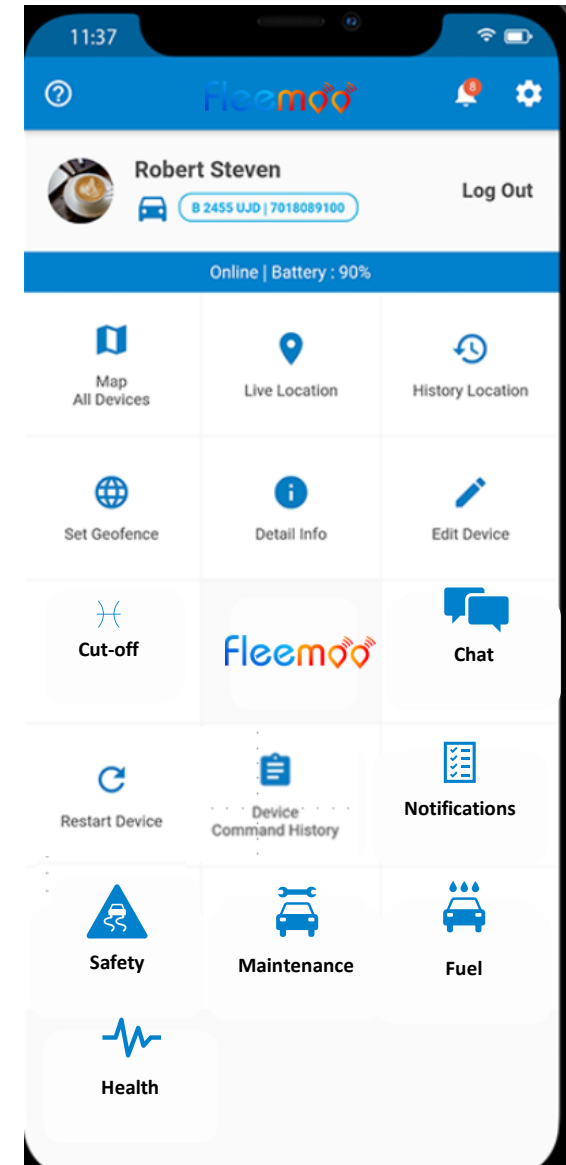 11:37
Fleemoo
8
Robert Steven
Log Out
B 2455 UJD | 7018089100
Online | Battery : 90%
Map
All Devices
Live Location
History Location
Set Geofence
Detail Info
Edit Device
Cut-off
Fleemoo
Chat
Restart Device
Device
Command History
Notifications
Safety
Maintenance
Fuel
Health